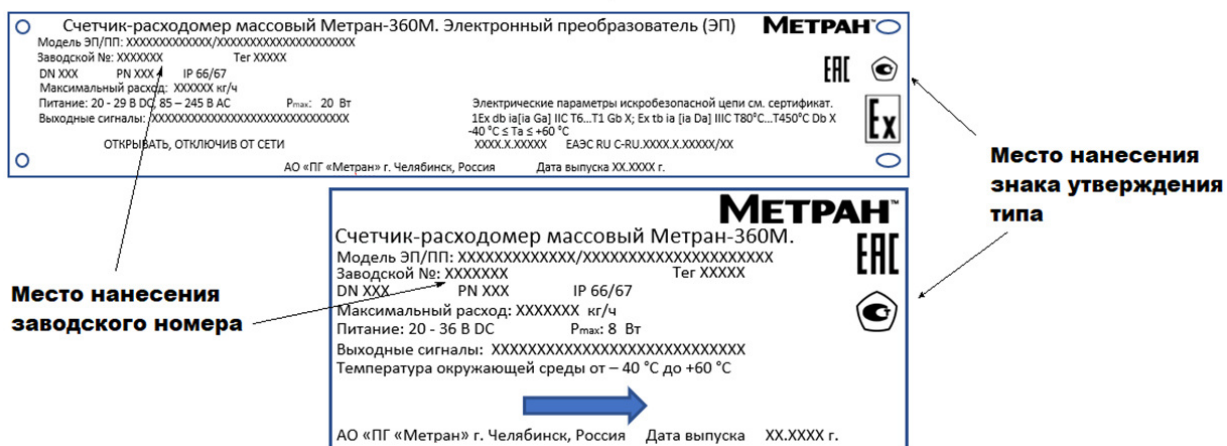 Счетчик-расходомер массовый Метран-360М. Электронный преобразователь (ЭП) МЕТРАН™
Модель ЭП/ПП: XXXXXXXXXXXXX/XXXXXXXXXXXXXXXXXXXXX
Заводской №: XXXXXXX Тег XXXXX
DN XXX PN XXX IP 66/67
Максимальный расход: XXXXXX кг/ч
Питание: 20 - 29 В DC, 85 – 245 В AC Pmax: 20 Вт
Выходные сигналы: XXXXXXXXXXXXXXXXXXXXXXXXXXXX
ОТКРЫВАТЬ, ОТКЛЮЧИВ ОТ СЕТИ
EAC
Электрические параметры искробезопасной цепи см. сертификат.
1Ex db ia[ia Ga] IIC T6...T1 Gb X; Ex tb ia [ia Da] IIIC T80°C...T450°C Db X
-40 °C ≤ Ta ≤ +60 °C
XXXX.X.XXXXX ЕАЭС RU C-RU.XXXX.X.XXXXX/XX
Ex
АО «ПГ «Метран» г. Челябинск, Россия Дата выпуска XX.XXXX г.
Место нанесения
знака утверждения
типа
Место нанесения
заводского номера
МЕТРАН™
Счетчик-расходомер массовый Метран-360М.
Модель ЭП/ПП: XXXXXXXXXXXXX/XXXXXXXXXXXXXXXXXXXXX
Заводской №: XXXXXXX Тег XXXXX
DN XXX PN XXX IP 66/67
Максимальный расход: XXXXXXX кг/ч
Питание: 20 - 36 В DC Pmax: 8 Вт
Выходные сигналы: XXXXXXXXXXXXXXXXXXXXXXXXXXXX
Температура окружающей среды от – 40 °C до +60 °C
EAC
АО «ПГ «Метран» г. Челябинск, Россия Дата выпуска XX.XXXX г.